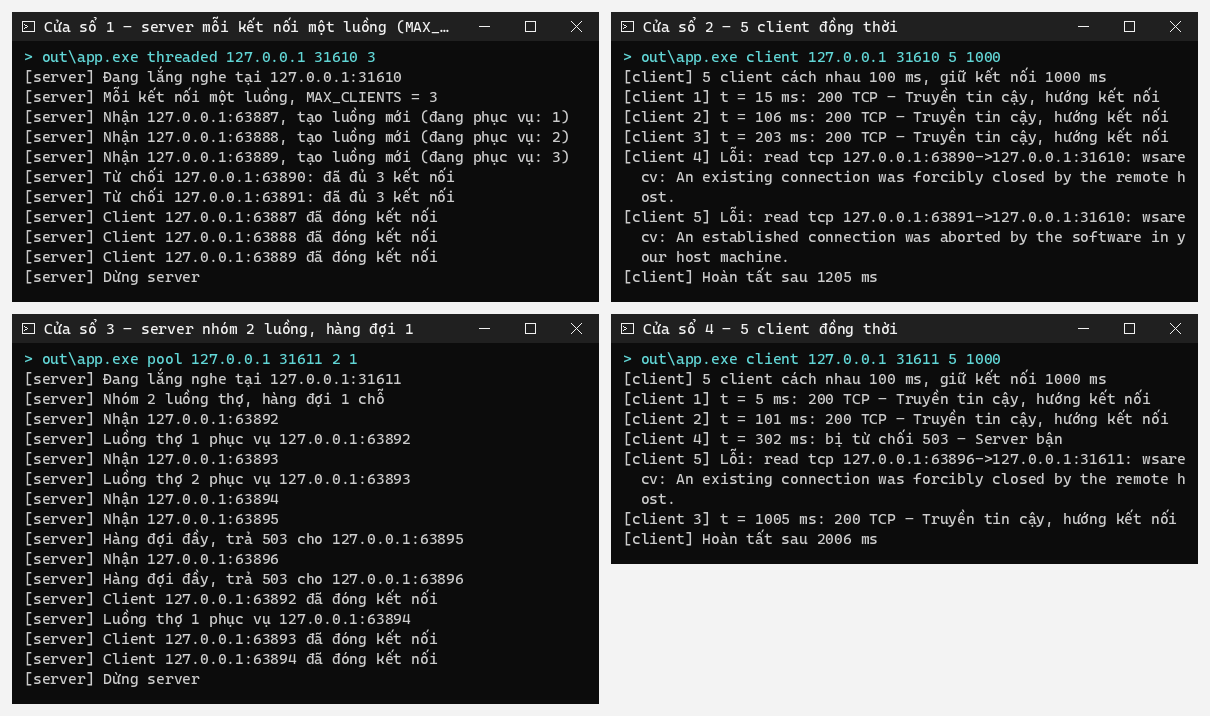 Cửa sổ 1 – server mỗi kết nối một luồng (MAX_…
> out\app.exe threaded 127.0.0.1 31610 3
[server] Đang lắng nghe tại 127.0.0.1:31610
[server] Mỗi kết nối một luồng, MAX_CLIENTS = 3
[server] Nhận 127.0.0.1:63887, tạo luồng mới (đang phục vụ: 1)
[server] Nhận 127.0.0.1:63888, tạo luồng mới (đang phục vụ: 2)
[server] Nhận 127.0.0.1:63889, tạo luồng mới (đang phục vụ: 3)
[server] Từ chối 127.0.0.1:63890: đã đủ 3 kết nối
[server] Từ chối 127.0.0.1:63891: đã đủ 3 kết nối
[server] Client 127.0.0.1:63887 đã đóng kết nối
[server] Client 127.0.0.1:63888 đã đóng kết nối
[server] Client 127.0.0.1:63889 đã đóng kết nối
[server] Dừng server
Cửa sổ 2 – 5 client đồng thời
> out\app.exe client 127.0.0.1 31610 5 1000
[client] 5 client cách nhau 100 ms, giữ kết nối 1000 ms
[client 1] t = 15 ms: 200 TCP – Truyền tin cậy, hướng kết nối
[client 2] t = 106 ms: 200 TCP – Truyền tin cậy, hướng kết nối
[client 3] t = 203 ms: 200 TCP – Truyền tin cậy, hướng kết nối
[client 4] Lỗi: read tcp 127.0.0.1:63890->127.0.0.1:31610: wsare
cv: An existing connection was forcibly closed by the remote h
ost.
[client 5] Lỗi: read tcp 127.0.0.1:63891->127.0.0.1:31610: wsare
cv: An established connection was aborted by the software in y
our host machine.
[client] Hoàn tất sau 1205 ms
Cửa sổ 3 – server nhóm 2 luồng, hàng đợi 1
> out\app.exe pool 127.0.0.1 31611 2 1
[server] Đang lắng nghe tại 127.0.0.1:31611
[server] Nhóm 2 luồng thợ, hàng đợi 1 chỗ
[server] Nhận 127.0.0.1:63892
[server] Luồng thợ 1 phục vụ 127.0.0.1:63892
[server] Nhận 127.0.0.1:63893
[server] Luồng thợ 2 phục vụ 127.0.0.1:63893
[server] Nhận 127.0.0.1:63894
[server] Nhận 127.0.0.1:63895
[server] Hàng đợi đầy, trả 503 cho 127.0.0.1:63895
[server] Nhận 127.0.0.1:63896
[server] Hàng đợi đầy, trả 503 cho 127.0.0.1:63896
[server] Client 127.0.0.1:63892 đã đóng kết nối
[server] Luồng thợ 1 phục vụ 127.0.0.1:63894
[server] Client 127.0.0.1:63893 đã đóng kết nối
[server] Client 127.0.0.1:63894 đã đóng kết nối
[server] Dừng server
Cửa sổ 4 – 5 client đồng thời
> out\app.exe client 127.0.0.1 31611 5 1000
[client] 5 client cách nhau 100 ms, giữ kết nối 1000 ms
[client 1] t = 5 ms: 200 TCP – Truyền tin cậy, hướng kết nối
[client 2] t = 101 ms: 200 TCP – Truyền tin cậy, hướng kết nối
[client 4] t = 302 ms: bị từ chối 503 – Server bận
[client 5] Lỗi: read tcp 127.0.0.1:63896->127.0.0.1:31611: wsare
cv: An existing connection was forcibly closed by the remote h
ost.
[client 3] t = 1005 ms: 200 TCP – Truyền tin cậy, hướng kết nối
[client] Hoàn tất sau 2006 ms